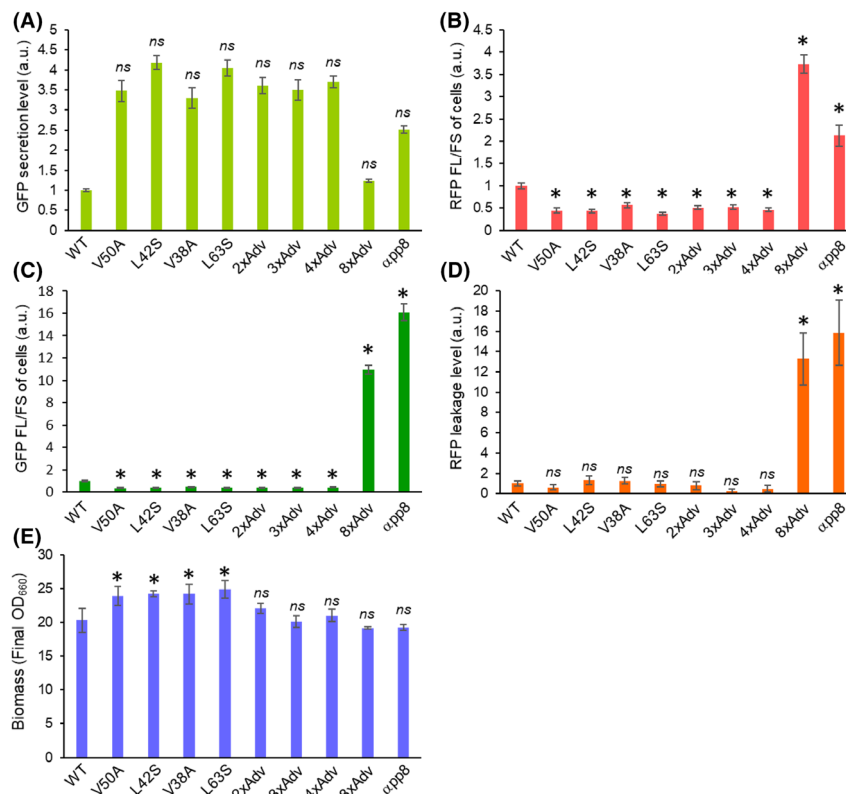 (A)
GFP secretion level (a.u.)
5
4.5
4
3.5
3
2.5
2
1.5
1
0.5
0
ns ns ns ns ns ns ns ns ns
WT V50A L42S V38A L63S 2xAdv 3xAdv 4xAdv 8xAdv αpp8
(B)
RFP FL/FS of cells (a.u.)
4.5
4
3.5
3
2.5
2
1.5
1
0.5
0
* * * * * * * * *
WT V50A L42S V38A L63S 2xAdv 3xAdv 4xAdv 8xAdv αpp8
(C)
GFP FL/FS of cells (a.u.)
18
16
14
12
10
8
6
4
2
0
* * * * * * * * *
WT V50A L42S V38A L63S 2xAdv 3xAdv 4xAdv 8xAdv αpp8
(D)
RFP leakage level (a.u.)
20
18
16
14
12
10
8
6
4
2
0
ns ns ns ns ns ns ns * *
WT V50A L42S V38A L63S 2xAdv 3xAdv 4xAdv 8xAdv αpp8
(E)
Biomass (Final OD660)
30
25
20
15
10
5
0
* * * * ns ns ns ns ns
WT V50A L42S V38A L63S 2xAdv 3xAdv 4xAdv 8xAdv αpp8